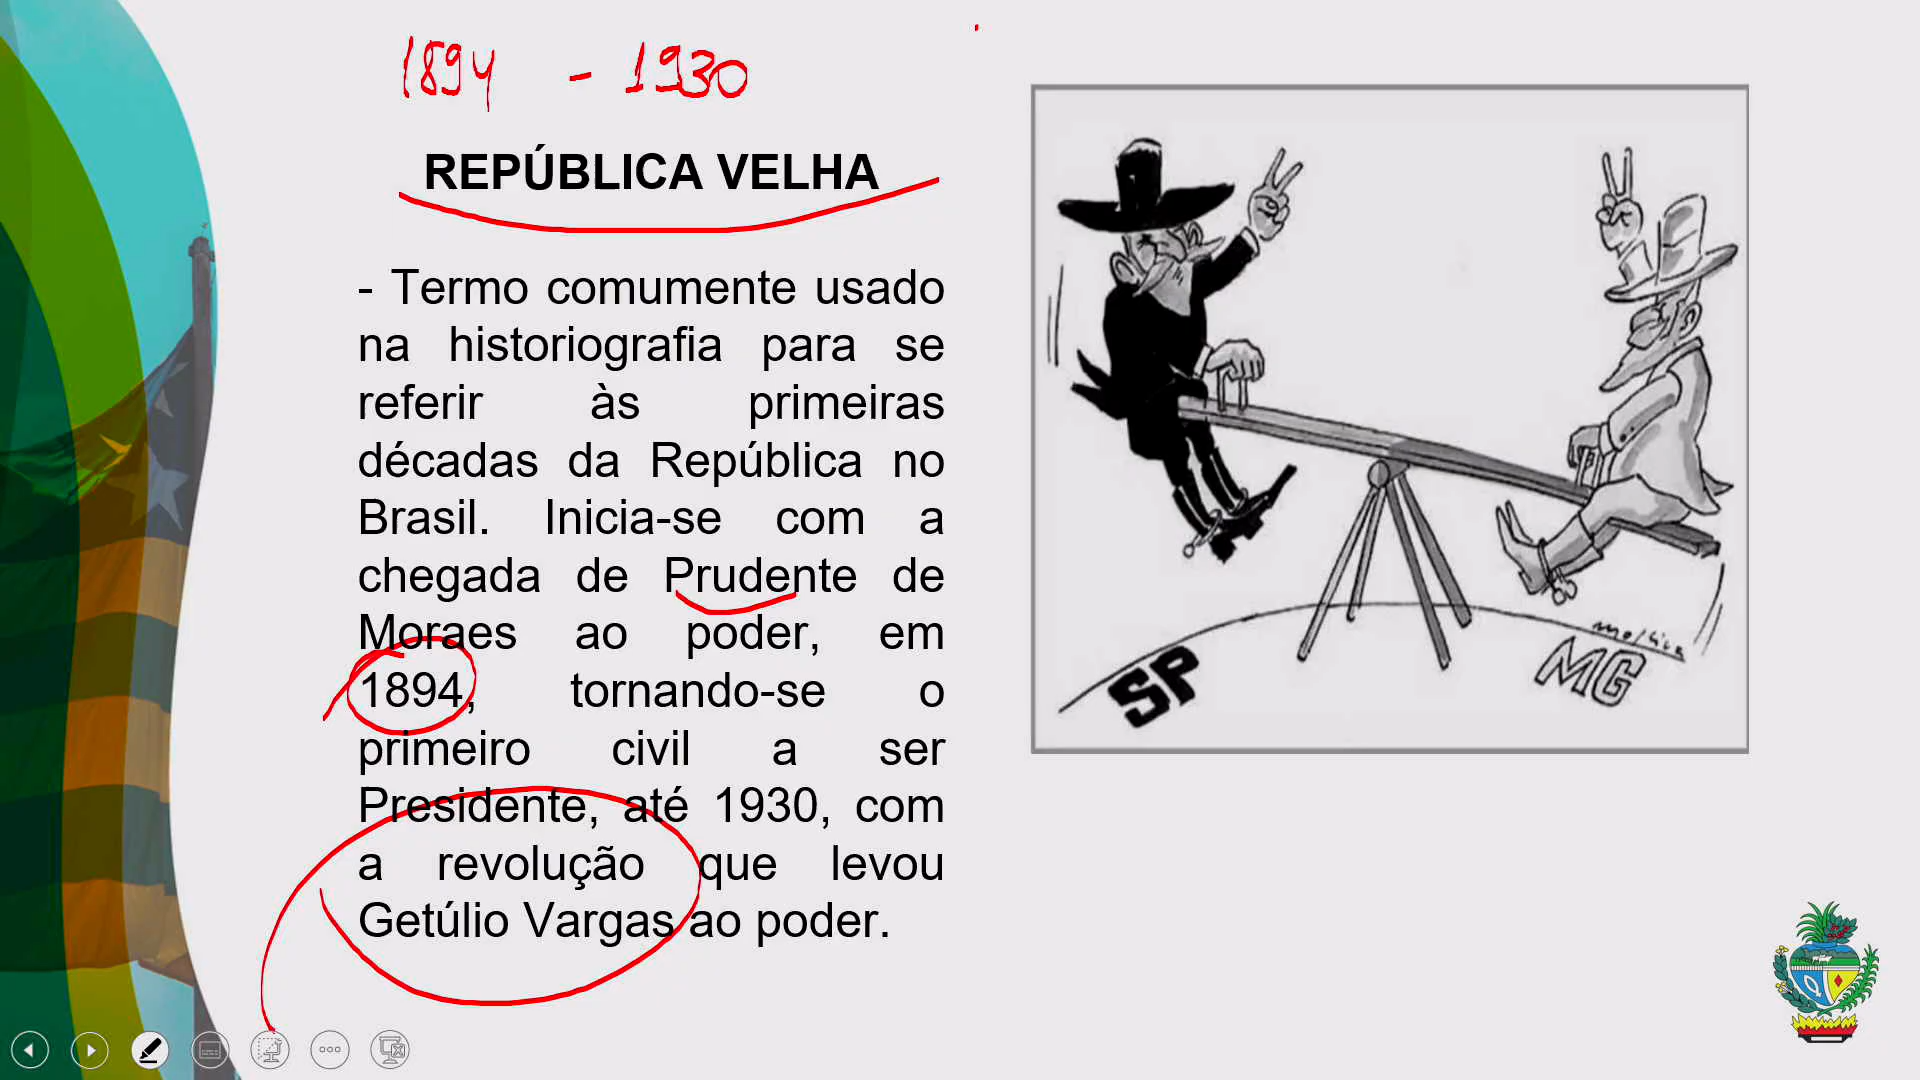 1894 - 1930
REPÚBLICA VELHA
- Termo comumente usado
na historiografia para se
referir às primeiras
décadas da República no
Brasil. Inicia-se com a
chegada de Prudente de
Moraes ao poder, em
1894, tornando-se o
primeiro civil a ser
Presidente, até 1930, com
a revolução que levou
Getúlio Vargas ao poder.
SP
MG